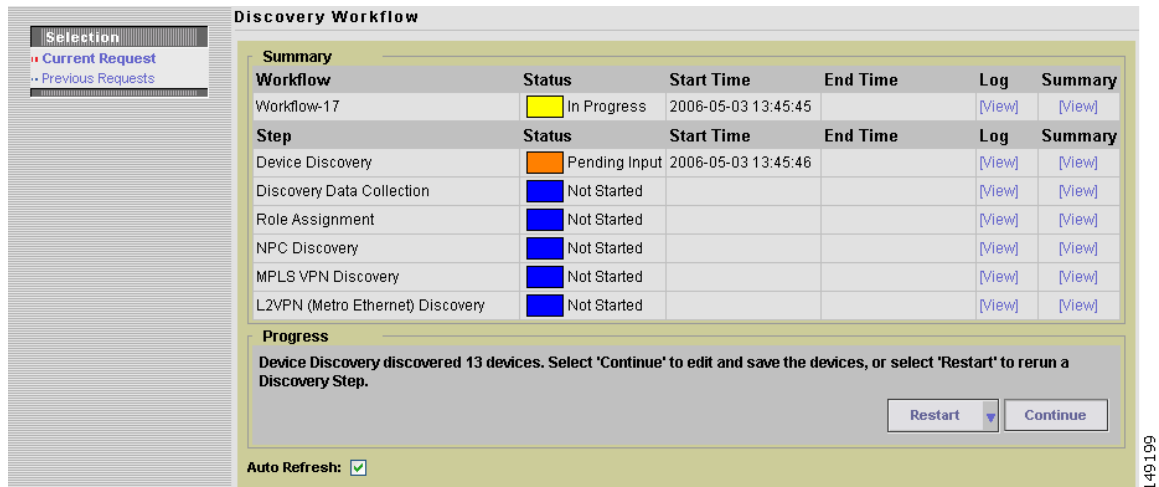 Discovery Workflow
Selection
Current Request
Previous Requests
Summary
Workflow Status Start Time End Time Log Summary
Workflow-17 In Progress 2006-05-03 13:45:45 [View] [View]
Step Status Start Time End Time Log Summary
Device Discovery Pending Input 2006-05-03 13:45:46 [View] [View]
Discovery Data Collection Not Started [View] [View]
Role Assignment Not Started [View] [View]
NPC Discovery Not Started [View] [View]
MPLS VPN Discovery Not Started [View] [View]
L2VPN (Metro Ethernet) Discovery Not Started [View] [View]
Progress
Device Discovery discovered 13 devices. Select 'Continue' to edit and save the devices, or select 'Restart' to rerun a
Discovery Step.
Restart Continue
Auto Refresh:
149199